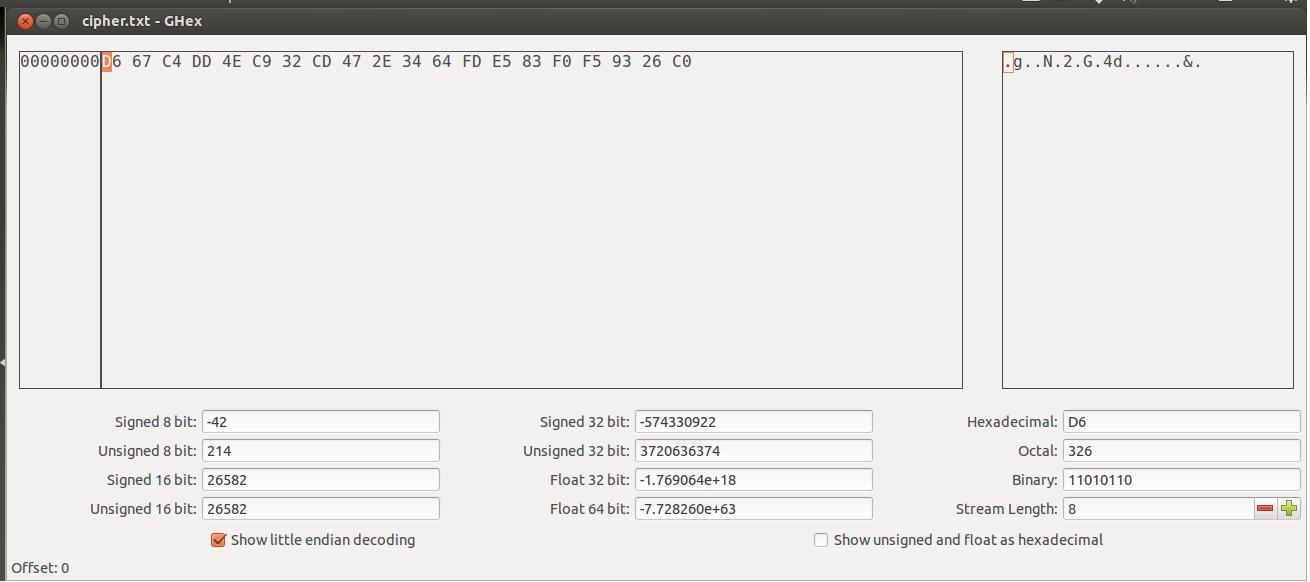 cipher.txt - GHex
00000000D6 67 C4 DD 4E C9 32 CD 47 2E 34 64 FD E5 83 F0 F5 93 26 C0
.g..N.2.G.4d......&.
Signed 8 bit: -42 Signed 32 bit: -574330922 Hexadecimal: D6
Unsigned 8 bit: 214 Unsigned 32 bit: 3720636374 Octal: 326
Signed 16 bit: 26582 Float 32 bit: -1.769064e+18 Binary: 11010110
Unsigned 16 bit: 26582 Float 64 bit: -7.728260e+63 Stream Length: 8
Show little endian decoding Show unsigned and float as hexadecimal
Offset: 0